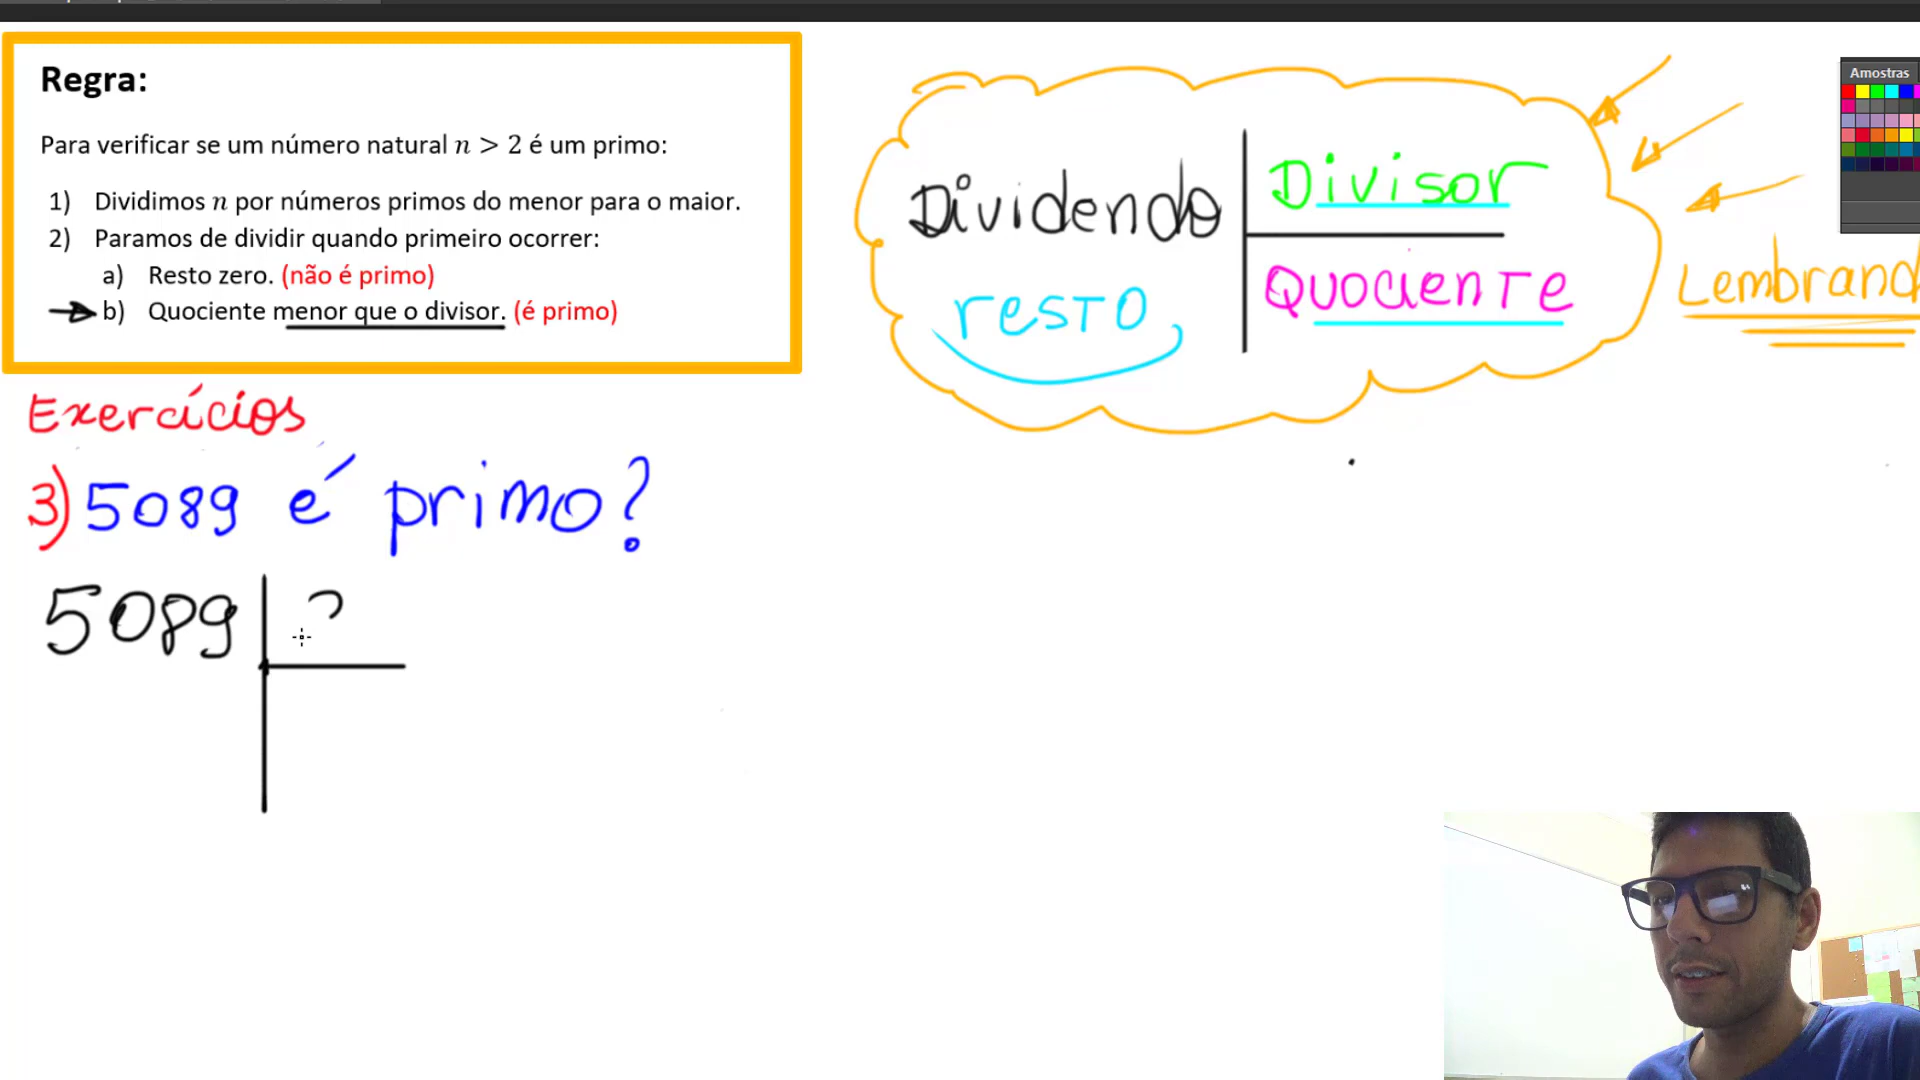 Amostras
Regra:
Para verificar se um número natural n > 2 é um primo:
1) Dividimos n por números primos do menor para o maior.
2) Paramos de dividir quando primeiro ocorrer:
a) Resto zero. (não é primo)
b) Quociente menor que o divisor. (é primo)
Dividendo Divisor
resto Quociente
Lembrand
Exercícios
3) 5089 é primo?
5089